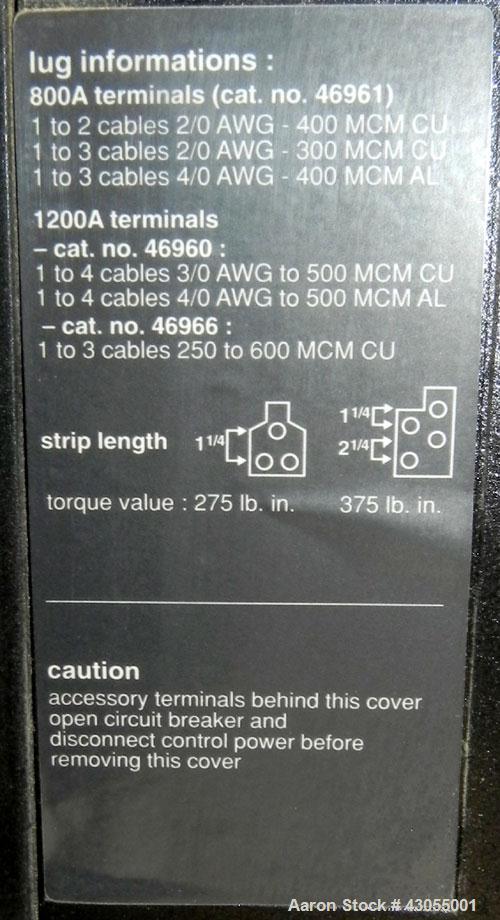 lug informations :
800A terminals (cat. no. 46961)
1 to 2 cables 2/0 AWG - 400 MCM CU
1 to 3 cables 2/0 AWG - 300 MCM CU
1 to 3 cables 4/0 AWG - 400 MCM AL
1200A terminals
– cat. no. 46960 :
1 to 4 cables 3/0 AWG to 500 MCM CU
1 to 4 cables 4/0 AWG to 500 MCM AL
– cat. no. 46966 :
1 to 3 cables 250 to 600 MCM CU
strip length 1 1/4 1 1/4
2 1/4
torque value : 275 lb. in. 375 lb. in.
caution
accessory terminals behind this cover
open circuit breaker and
disconnect control power before
removing this cover
Aaron Stock # 43055001